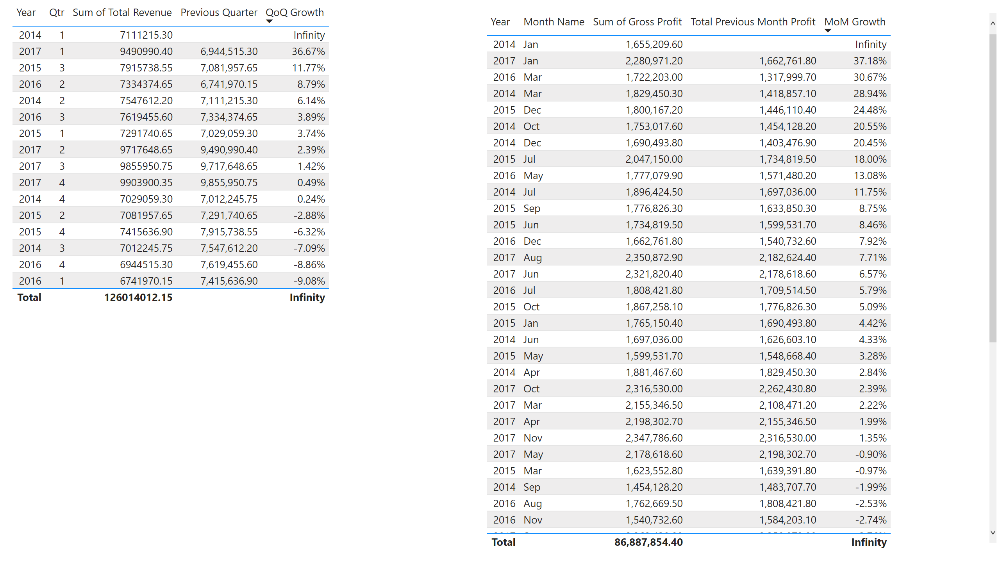 Year Qtr Sum of Total Revenue Previous Quarter QoQ Growth
2014 1 7111215.30 Infinity
2017 1 9490990.40 6,944,515.30 36.67%
2015 3 7915738.55 7,081,957.65 11.77%
2016 2 7334374.65 6,741,970.15 8.79%
2014 2 7547612.20 7,111,215.30 6.14%
2016 3 7619455.60 7,334,374.65 3.89%
2015 1 7291740.65 7,029,059.30 3.74%
2017 2 9717648.65 9,490,990.40 2.39%
2017 3 9855950.75 9,717,648.65 1.42%
2017 4 9903900.35 9,855,950.75 0.49%
2014 4 7029059.30 7,012,245.75 0.24%
2015 2 7081957.65 7,291,740.65 -2.88%
2015 4 7415636.90 7,915,738.55 -6.32%
2014 3 7012245.75 7,547,612.20 -7.09%
2016 4 6944515.30 7,619,455.60 -8.86%
2016 1 6741970.15 7,415,636.90 -9.08%
Total 126014012.15 Infinity
Year Month Name Sum of Gross Profit Total Previous Month Profit MoM Growth
2014 Jan 1,655,209.60 Infinity
2017 Jan 2,280,971.20 1,662,761.80 37.18%
2016 Mar 1,722,203.00 1,317,999.70 30.67%
2014 Mar 1,829,450.30 1,418,857.10 28.94%
2015 Dec 1,800,167.20 1,446,110.40 24.48%
2014 Oct 1,753,017.60 1,454,128.20 20.55%
2014 Dec 1,690,493.80 1,403,476.90 20.45%
2015 Jul 2,047,150.00 1,734,819.50 18.00%
2016 May 1,777,079.90 1,571,480.20 13.08%
2014 Jul 1,896,424.50 1,697,036.00 11.75%
2015 Sep 1,776,826.30 1,633,850.30 8.75%
2015 Jun 1,734,819.50 1,599,531.70 8.46%
2016 Dec 1,662,761.80 1,540,732.60 7.92%
2017 Aug 2,350,872.90 2,182,624.40 7.71%
2017 Jun 2,321,820.40 2,178,618.60 6.57%
2016 Jul 1,808,421.80 1,709,514.50 5.79%
2015 Oct 1,867,258.10 1,776,826.30 5.09%
2015 Jan 1,765,150.40 1,690,493.80 4.42%
2014 Jun 1,697,036.00 1,626,603.10 4.33%
2015 May 1,599,531.70 1,548,668.40 3.28%
2014 Apr 1,881,467.60 1,829,450.30 2.84%
2017 Oct 2,316,530.00 2,262,430.80 2.39%
2017 Mar 2,155,346.50 2,108,471.20 2.22%
2017 Apr 2,198,302.70 2,155,346.50 1.99%
2017 Nov 2,347,786.60 2,316,530.00 1.35%
2017 May 2,178,618.60 2,198,302.70 -0.90%
2015 Mar 1,623,552.80 1,639,391.80 -0.97%
2014 Sep 1,454,128.20 1,483,707.70 -1.99%
2016 Aug 1,762,669.50 1,808,421.80 -2.53%
2016 Nov 1,540,732.60 1,584,203.10 -2.74%
Total 86,887,854.40 Infinity